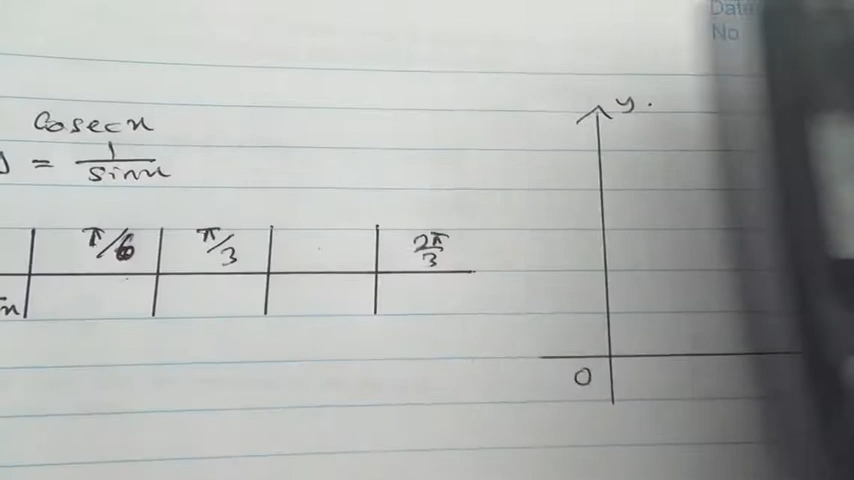 Date
No
y.
Cosecx
= 1/sinx
π/6 π/3 2π/3
0